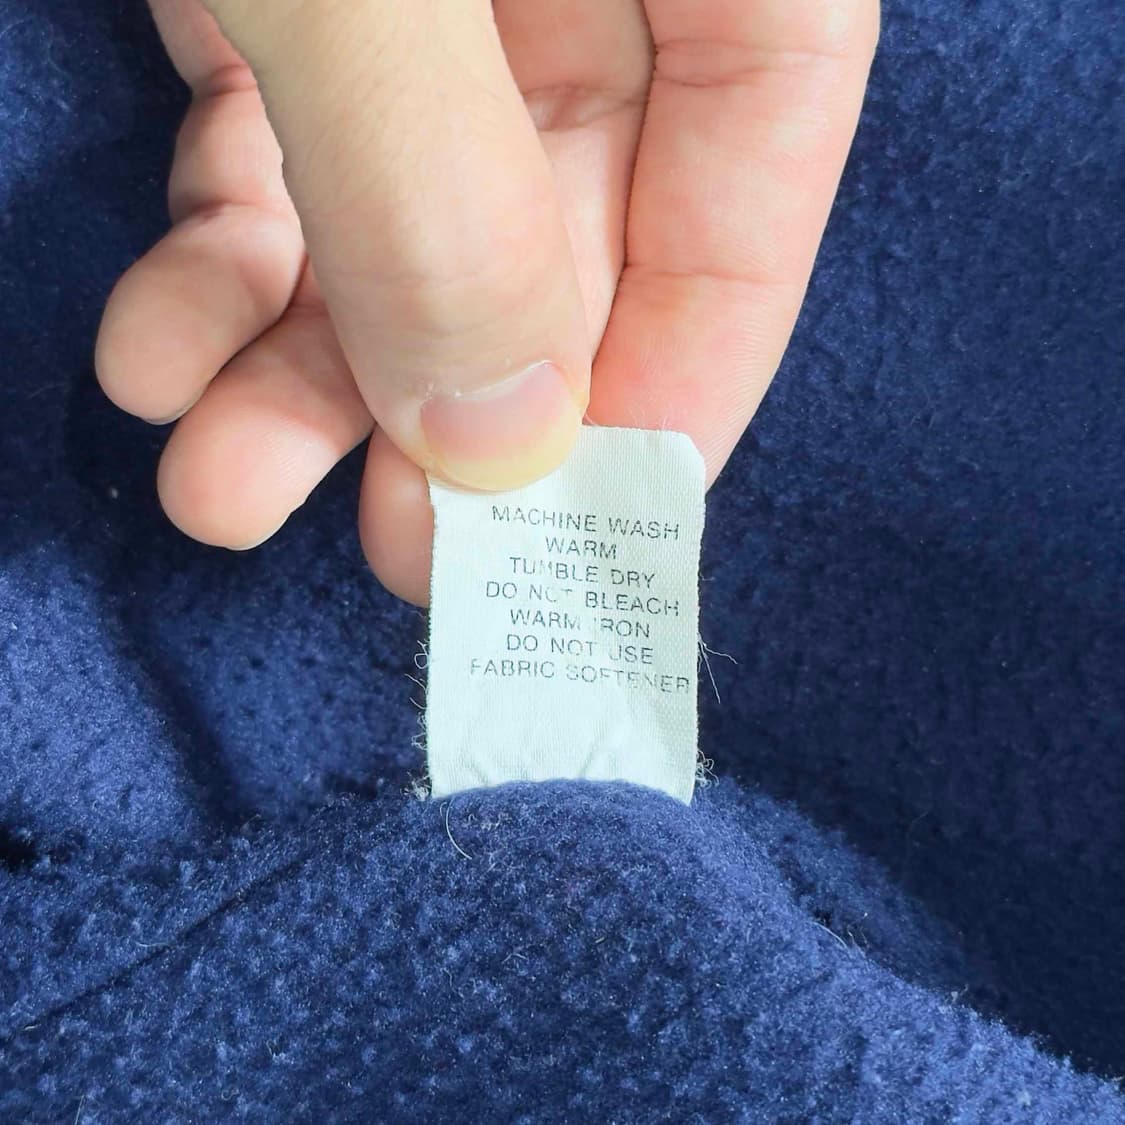 MACHINE WASH
WARM
TUMBLE DRY
DO NOT BLEACH
WARM IRON
DO NOT USE
FABRIC SOFTENER